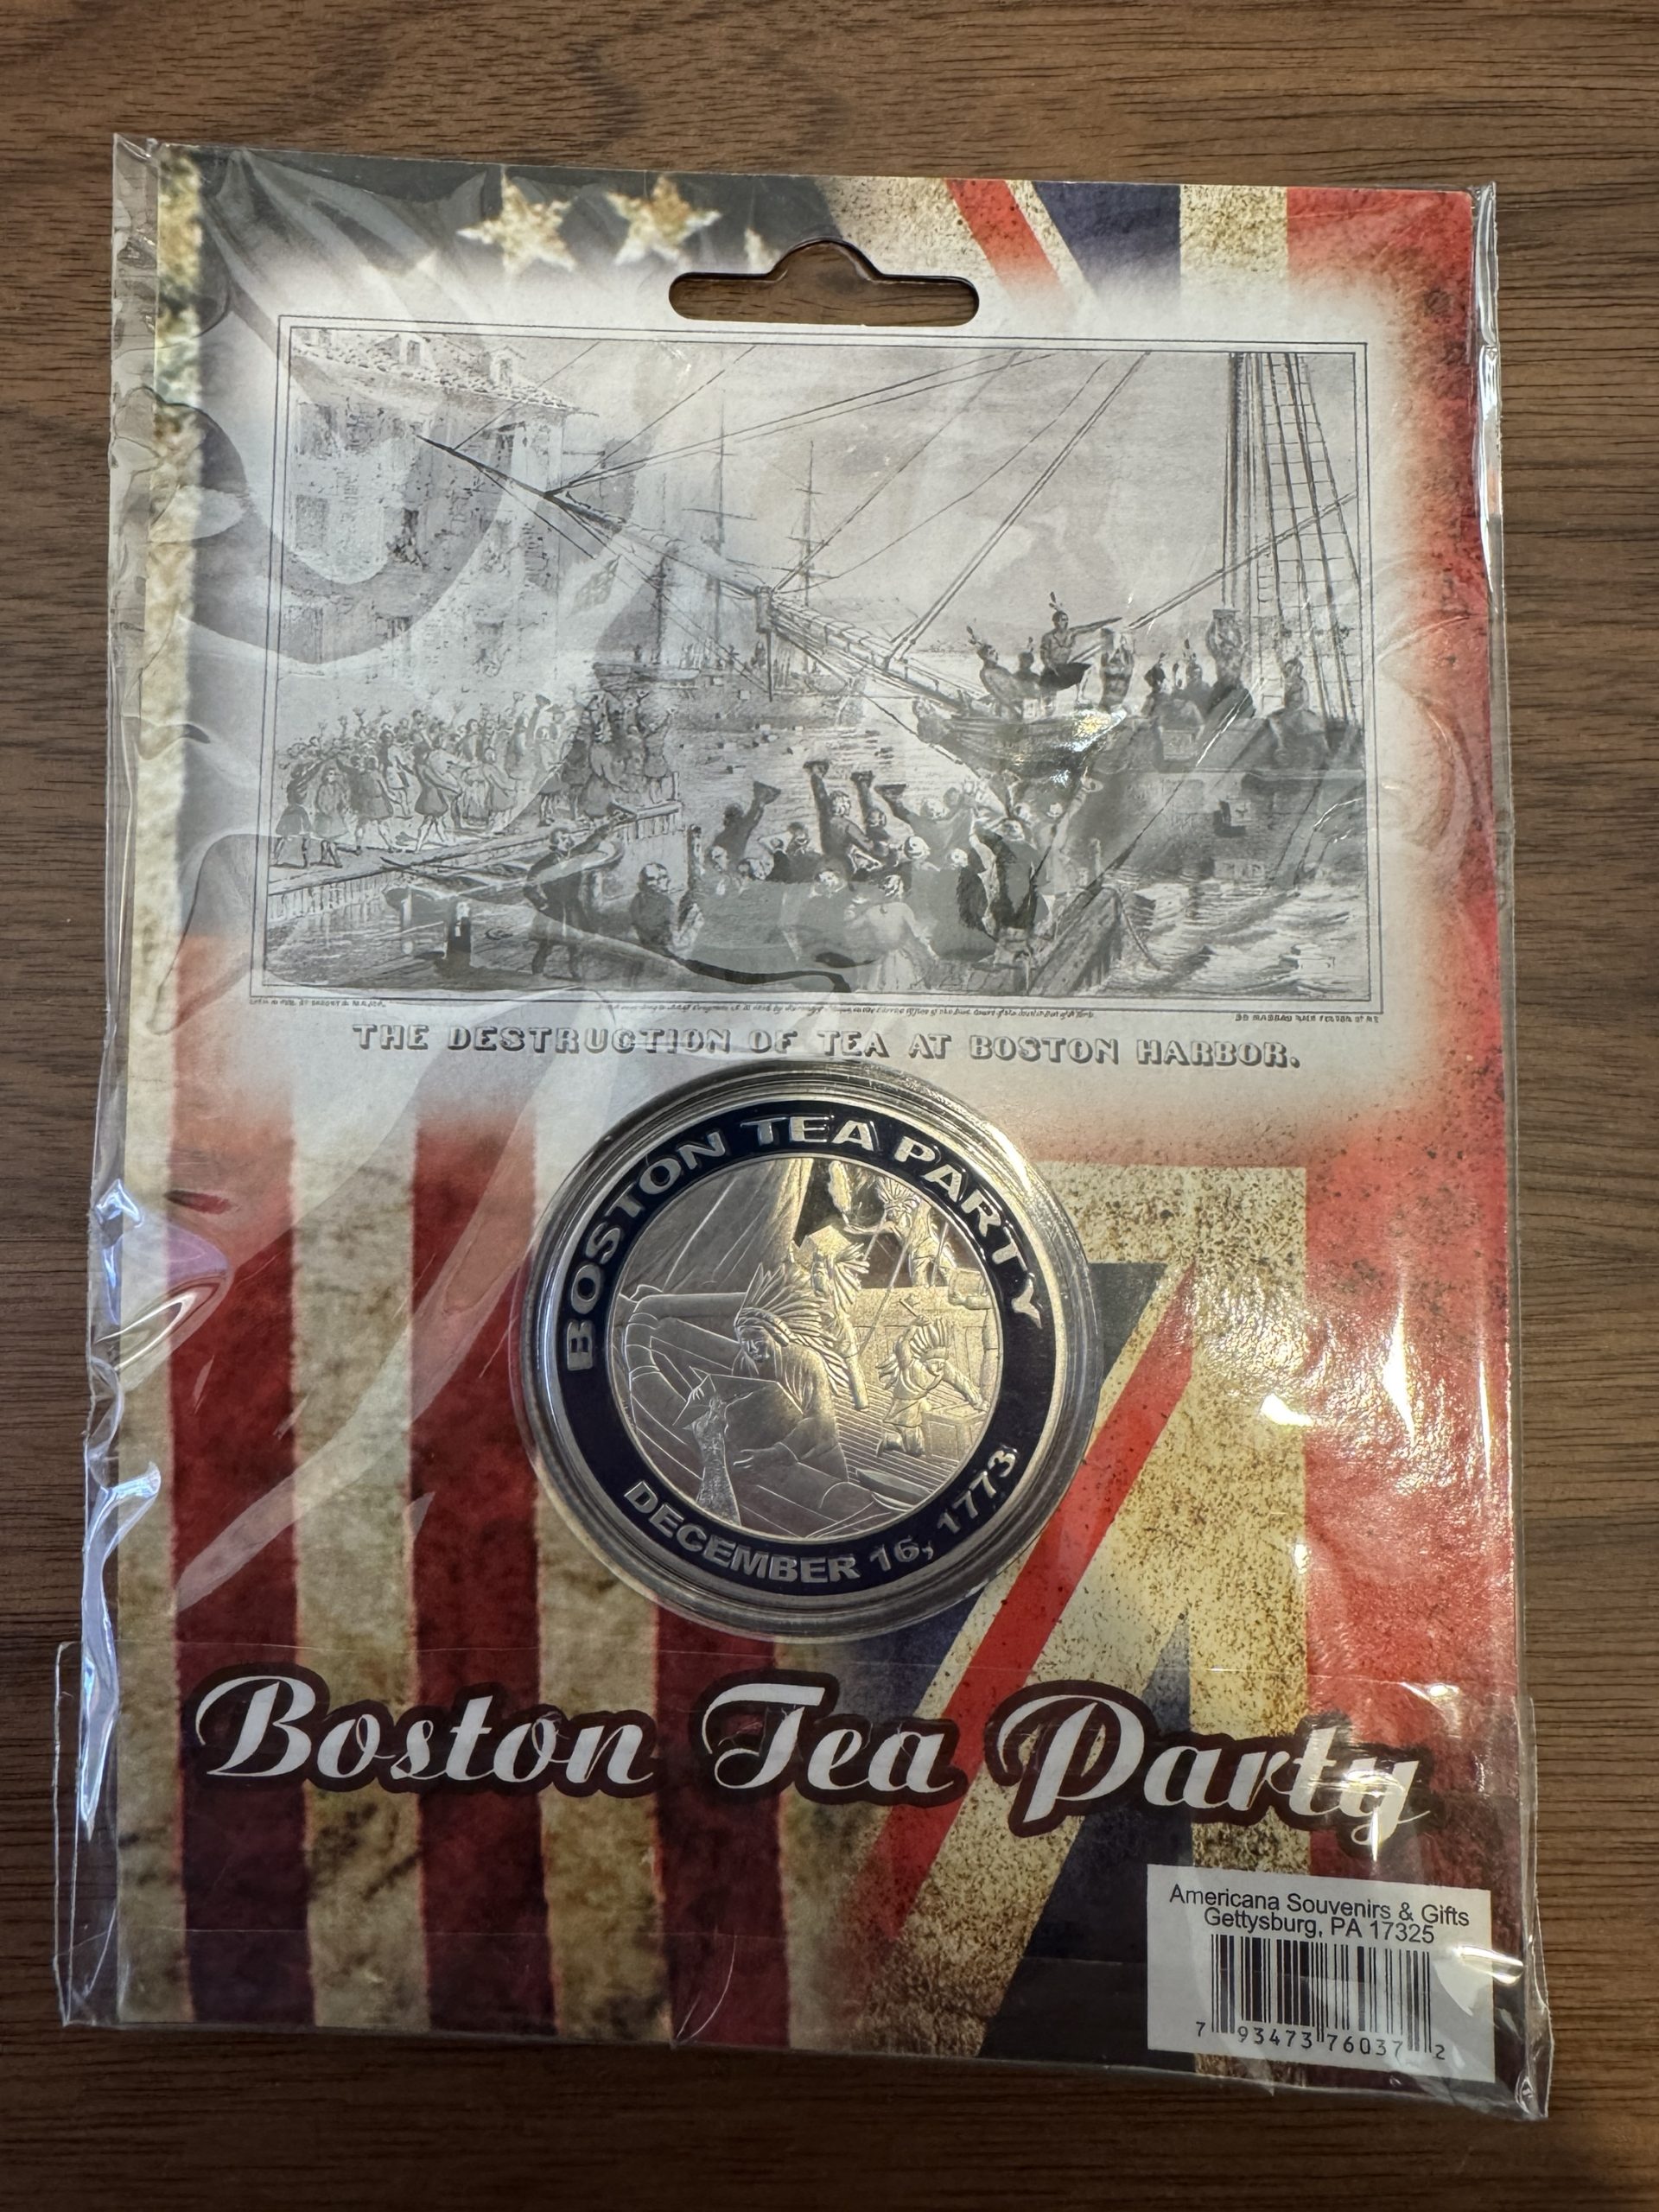 THE DESTRUCTION OF TEA AT BOSTON HARBOR.
BOSTON TEA PARTY
DECEMBER 16, 1773
Boston Tea Party
Americana Souvenirs & Gifts
Gettysburg, PA 17325
7 93473 76037 2